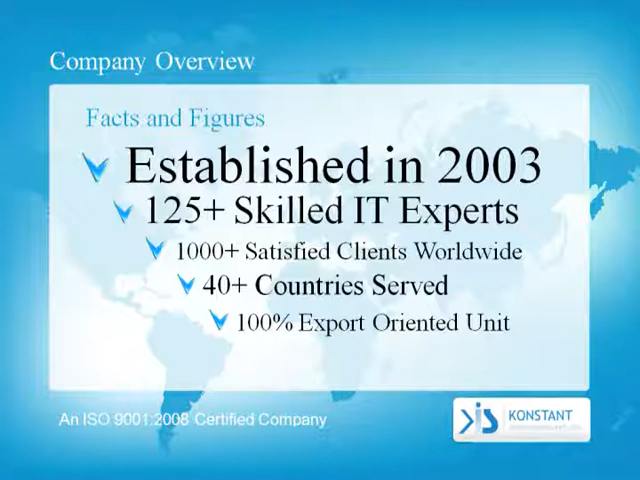 Company Overview
Facts and Figures
Established in 2003
125+ Skilled IT Experts
1000+ Satisfied Clients Worldwide
40+ Countries Served
100% Export Oriented Unit
An ISO 9001:2008 Certified Company
KIS KONSTANT